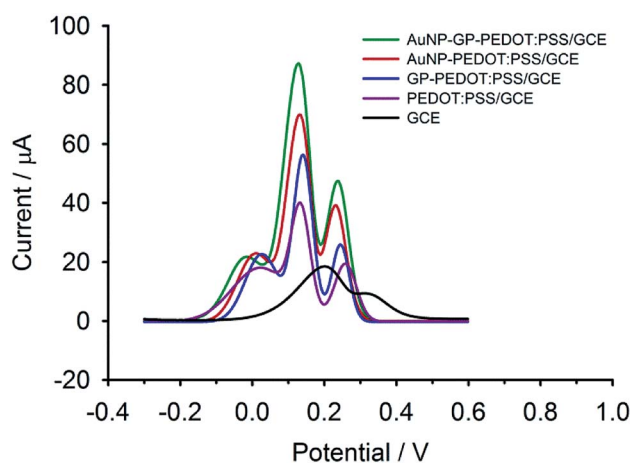 100
80
60
40
20
0
-20
Current / μA
AuNP-GP-PEDOT:PSS/GCE
AuNP-PEDOT:PSS/GCE
GP-PEDOT:PSS/GCE
PEDOT:PSS/GCE
GCE
-0.4 -0.2 0.0 0.2 0.4 0.6 0.8 1.0
Potential / V